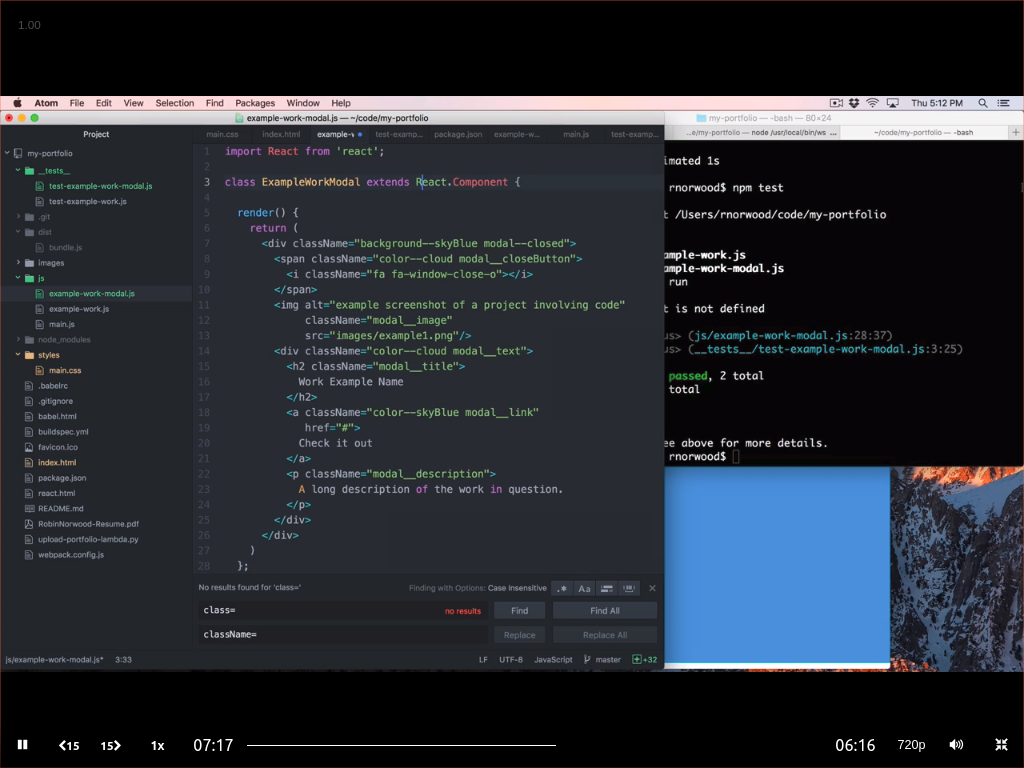 1.00
Atom File Edit View Selection Find Packages Window Help
Thu 5:12 PM
example-work-modal.js — ~/code/my-portfolio
Project
my-portfolio
__tests__
test-example-work-modal.js
test-example-work.js
.git
dist
bundle.js
images
js
example-work-modal.js
example-work.js
main.js
node_modules
styles
main.css
.babelrc
.gitignore
babel.html
buildspec.yml
favicon.ico
index.html
package.json
react.html
README.md
RobinNorwood-Resume.pdf
upload-portfolio-lambda.py
webpack.config.js
main.css index.html example-w test-examp... package.json example-w... main.js test-examp...
1 import React from 'react';
2
3 class ExampleWorkModal extends React.Component {
4
5 render() {
6 return (
7 <div className="background--skyBlue modal--closed">
8 <span className="color--cloud modal__closeButton">
9 <i className="fa fa-window-close-o"></i>
10 </span>
11 <img alt="example screenshot of a project involving code"
12 className="modal__image"
13 src="images/example1.png"/>
14 <div className="color--cloud modal__text">
15 <h2 className="modal__title">
16 Work Example Name
17 </h2>
18 <a className="color--skyBlue modal__link"
19 href="#">
20 Check it out
21 </a>
22 <p className="modal__description">
23 A long description of the work in question.
24 </p>
25 </div>
26 </div>
27 )
28 };
No results found for 'class='
Finding with Options: Case Insensitive
.* Aa
class= no results Find Find All
className= Replace Replace All
js/example-work-modal.js* 3:33 LF UTF-8 JavaScript master +32
my-portfolio — -bash — 80×24
...e/my-portfolio — node /usr/local/bin/ws ... ~/code/my-portfolio — -bash +
imated 1s
rnorwood$ npm test
t /Users/rnorwood/code/my-portfolio
ample-work.js
ample-work-modal.js
run
t is not defined
us> (js/example-work-modal.js:28:37)
us> (__tests__/test-example-work-modal.js:3:25)
passed, 2 total
total
ee above for more details.
rnorwood$
15 15 1x 07:17 06:16 720p